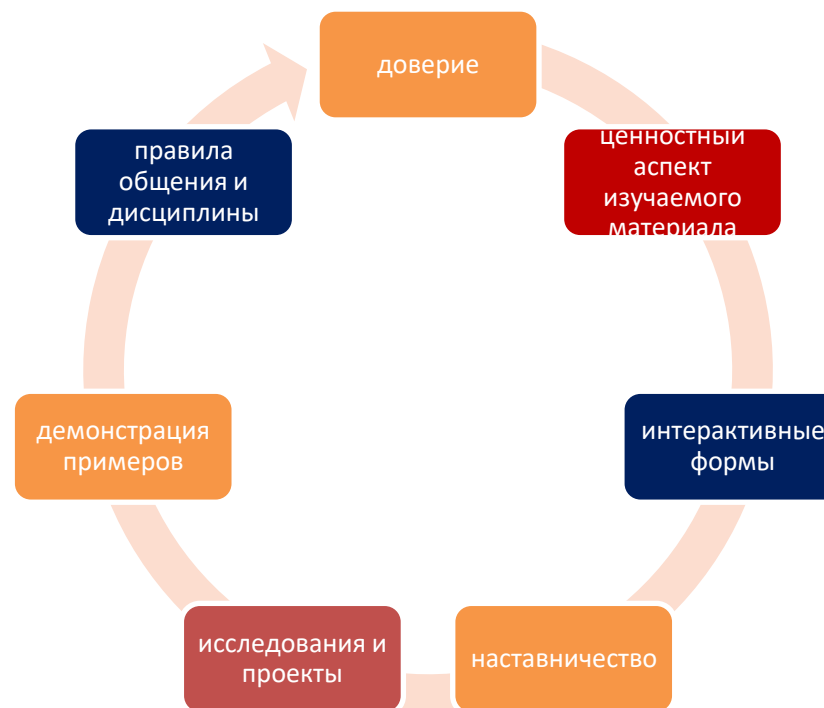 доверие
ценностный
аспект
изучаемого
материала
интерактивные
формы
наставничество
исследования и
проекты
демонстрация
примеров
правила
общения и
дисциплины